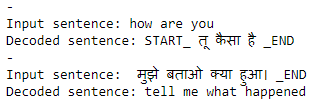 -
Input sentence: how are you
Decoded sentence: START_ तू कैसा है _END
-
Input sentence:  मुझे बताओ क्या हुआ। _END
Decoded sentence: tell me what happened